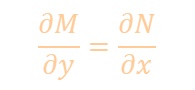 ∂M/∂y = ∂N/∂x